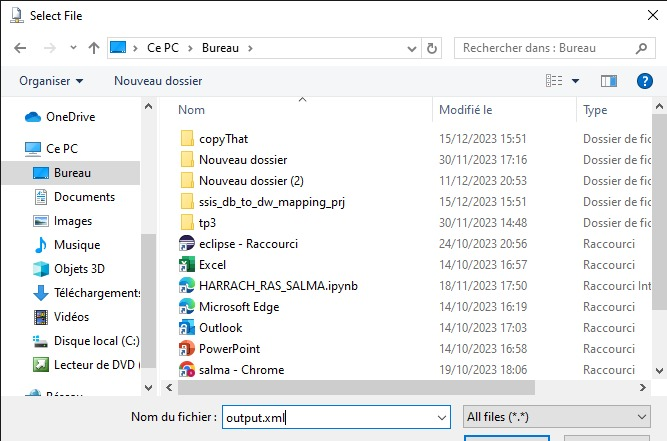 Select File
Ce PC > Bureau >
Rechercher dans : Bureau
Organiser
Nouveau dossier
OneDrive
Ce PC
Bureau
Documents
Images
Musique
Objets 3D
Téléchargements
Vidéos
Disque local (C:)
Lecteur de DVD (
Réseau
Nom Modifié le Type
copyThat 15/12/2023 15:51 Dossier de fic
Nouveau dossier 30/11/2023 17:16 Dossier de fic
Nouveau dossier (2) 11/12/2023 20:53 Dossier de fic
ssis_db_to_dw_mapping_prj 15/12/2023 15:51 Dossier de fic
tp3 30/11/2023 14:48 Dossier de fic
eclipse - Raccourci 24/10/2023 20:56 Raccourci
Excel 14/10/2023 16:57 Raccourci
HARRACH_RAS_SALMA.ipynb 18/11/2023 17:50 Raccourci Int
Microsoft Edge 14/10/2023 16:19 Raccourci
Outlook 14/10/2023 17:03 Raccourci
PowerPoint 14/10/2023 16:58 Raccourci
salma - Chrome 19/10/2023 18:06 Raccourci
Nom du fichier : output.xml All files (*.*)